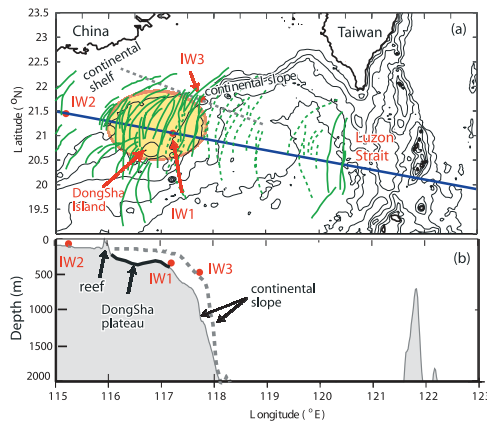 23.5
23
22.5
22
21.5
21
20.5
20
19.5
Latitude (°N)
China
Taiwan
(a)
IW3
continental
shelf
continental-slope
IW2
Luzon
Strait
DongSha
Island
IW1
0
500
1000
1500
2000
Depth (m)
(b)
IW2
IW1
IW3
reef
DongSha
plateau
continental
slope
115 116 117 118 119 120 121 122 123
Longitude (°E)